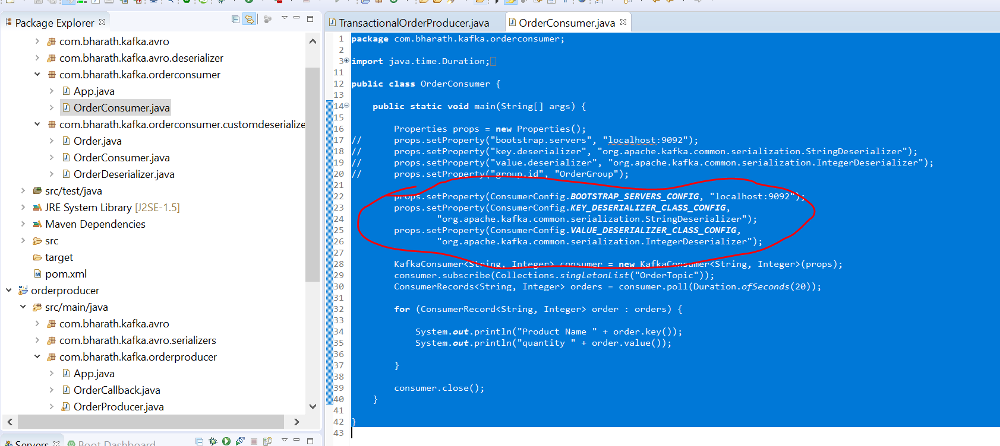 Package Explorer
com.bharath.kafka.avro
com.bharath.kafka.avro.deserializer
com.bharath.kafka.orderconsumer
App.java
OrderConsumer.java
com.bharath.kafka.orderconsumer.customdeserialize
Order.java
OrderConsumer.java
OrderDeserializer.java
src/test/java
JRE System Library [J2SE-1.5]
Maven Dependencies
src
target
pom.xml
orderproducer
src/main/java
com.bharath.kafka.avro
com.bharath.kafka.avro.serializers
com.bharath.kafka.orderproducer
App.java
OrderCallback.java
OrderProducer.java
Servers Boot Dashboard
TransactionalOrderProducer.java OrderConsumer.java
1 package com.bharath.kafka.orderconsumer;
2
3 import java.time.Duration;
11
12 public class OrderConsumer {
13
14 public static void main(String[] args) {
15
16 Properties props = new Properties();
17 // props.setProperty("bootstrap.servers", "localhost:9092");
18 // props.setProperty("key.deserializer", "org.apache.kafka.common.serialization.StringDeserializer");
19 // props.setProperty("value.deserializer", "org.apache.kafka.common.serialization.IntegerDeserializer");
20 // props.setProperty("group.id", "OrderGroup");
21
22 props.setProperty(ConsumerConfig.BOOTSTRAP_SERVERS_CONFIG, "localhost:9092");
23 props.setProperty(ConsumerConfig.KEY_DESERIALIZER_CLASS_CONFIG,
24 "org.apache.kafka.common.serialization.StringDeserializer");
25 props.setProperty(ConsumerConfig.VALUE_DESERIALIZER_CLASS_CONFIG,
26 "org.apache.kafka.common.serialization.IntegerDeserializer");
27
28 KafkaConsumer<String, Integer> consumer = new KafkaConsumer<String, Integer>(props);
29 consumer.subscribe(Collections.singletonList("OrderTopic"));
30 ConsumerRecords<String, Integer> orders = consumer.poll(Duration.ofSeconds(20));
31
32 for (ConsumerRecord<String, Integer> order : orders) {
33
34 System.out.println("Product Name " + order.key());
35 System.out.println("quantity " + order.value());
36
37 }
38
39 consumer.close();
40 }
41
42 }
43